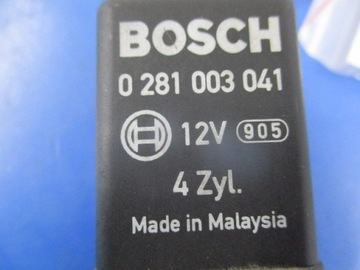 BOSCH
0 281 003 041
12V 905
4 Zyl.
Made in Malaysia